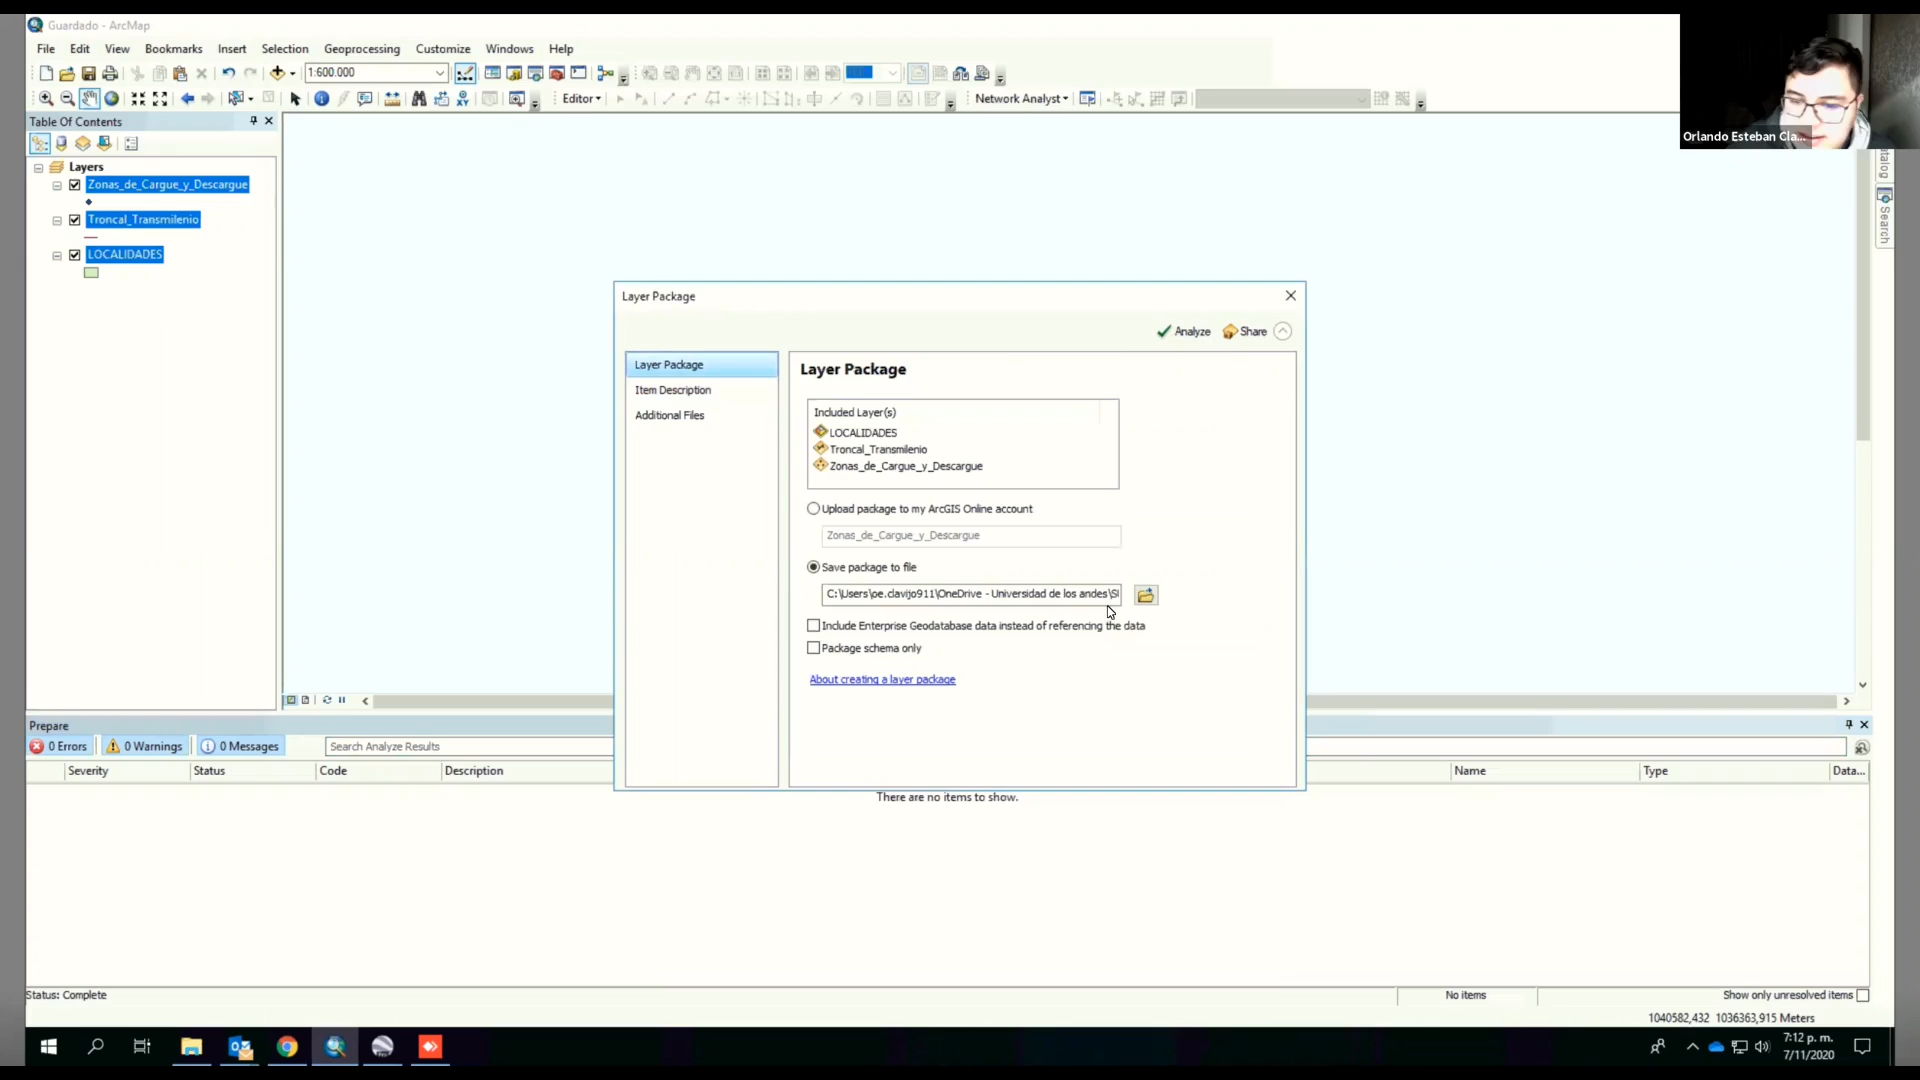 Guardado - ArcMap
File Edit View Bookmarks Insert Selection Geoprocessing Customize Windows Help
1:600.000
Editor
Network Analyst
Orlando Esteban Cla...
Table Of Contents
Layers
Zonas_de_Cargue_y_Descargue
Troncal_Transmilenio
LOCALIDADES
Search
Layer Package
Analyze Share
Layer Package
Item Description
Additional Files
Layer Package
Included Layer(s)
LOCALIDADES
Troncal_Transmilenio
Zonas_de_Cargue_y_Descargue
Upload package to my ArcGIS Online account
Zonas_de_Cargue_y_Descargue
Save package to file
C:\Users\oe.clavijo911\OneDrive - Universidad de los andes\SI
Include Enterprise Geodatabase data instead of referencing the data
Package schema only
About creating a layer package
Prepare
0 Errors 0 Warnings 0 Messages Search Analyze Results
Severity Status Code Description Name Type Data...
There are no items to show.
Status: Complete No items Show only unresolved items
1040582,432 1036363,915 Meters
7:12 p. m.
7/11/2020